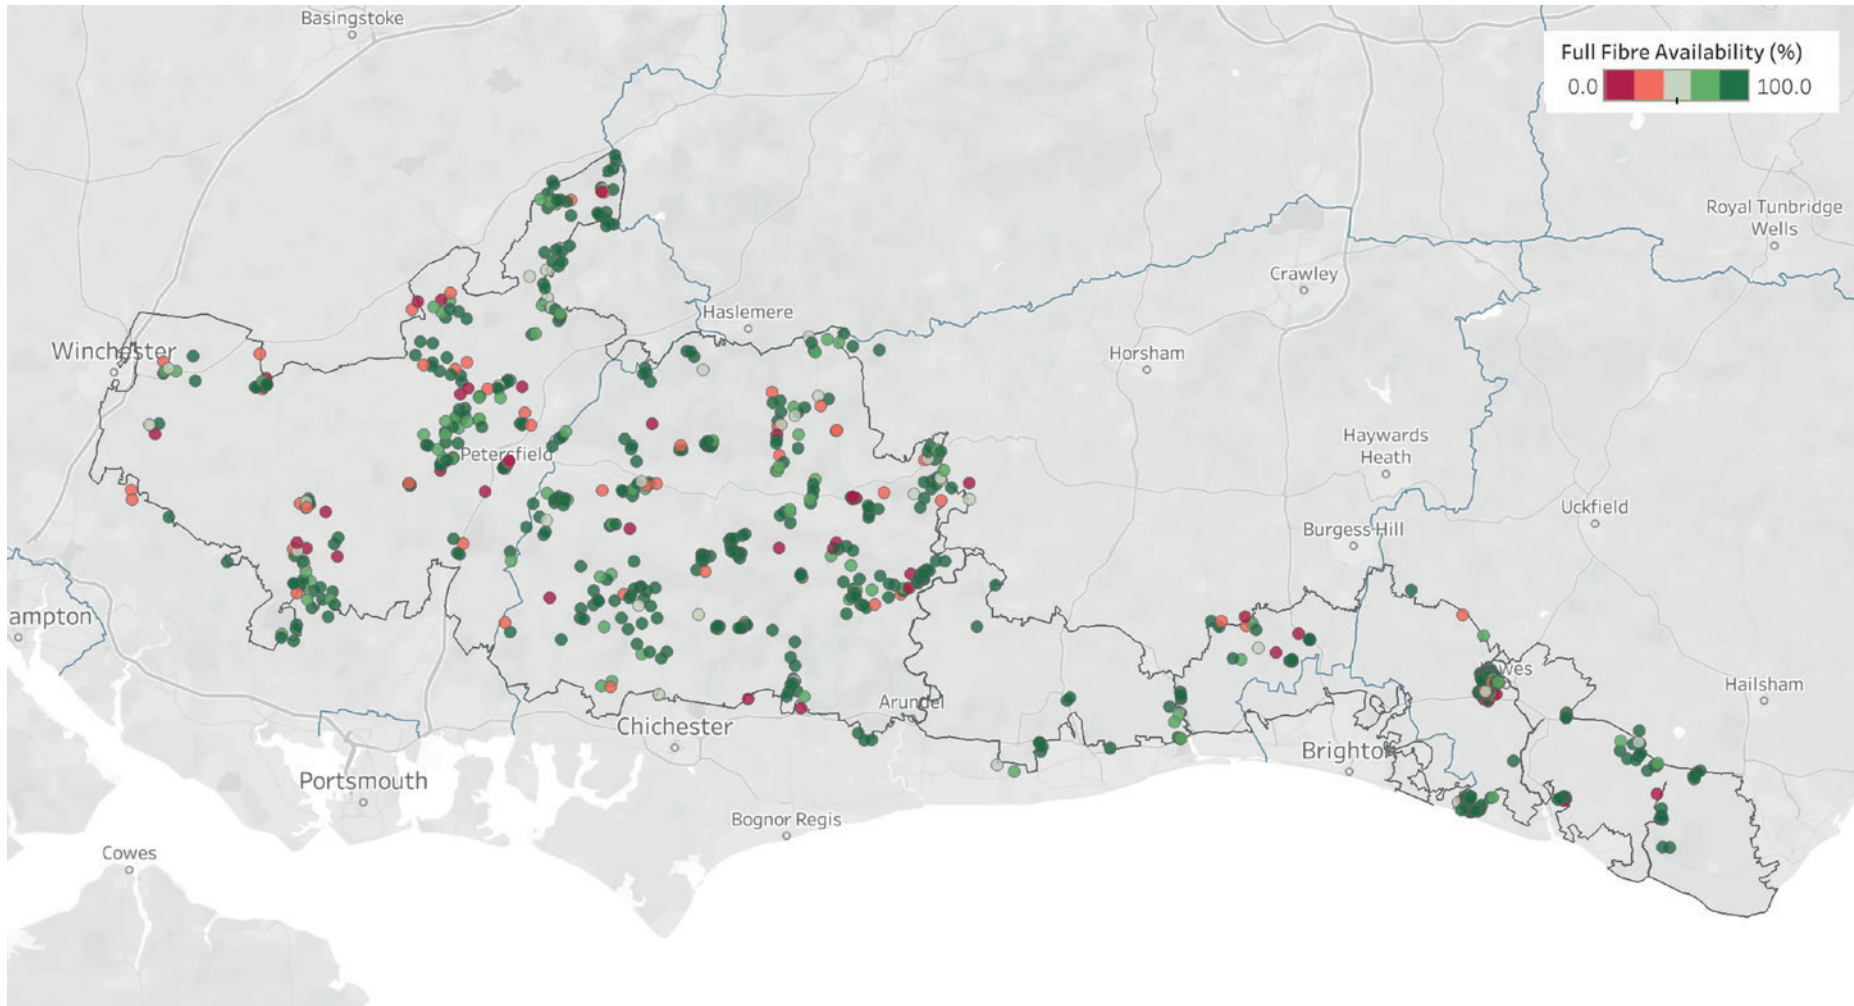 Basingstoke
Full Fibre Availability (%)
0.0
100.0
Royal Tunbridge
Wells
Crawley
Haslemere
Winchester
Horsham
Haywards
Heath
Petersfield
Uckfield
Burgess Hill
ampton
wes
Hailsham
Arundel
Chichester
Brighton
Portsmouth
Bognor Regis
Cowes